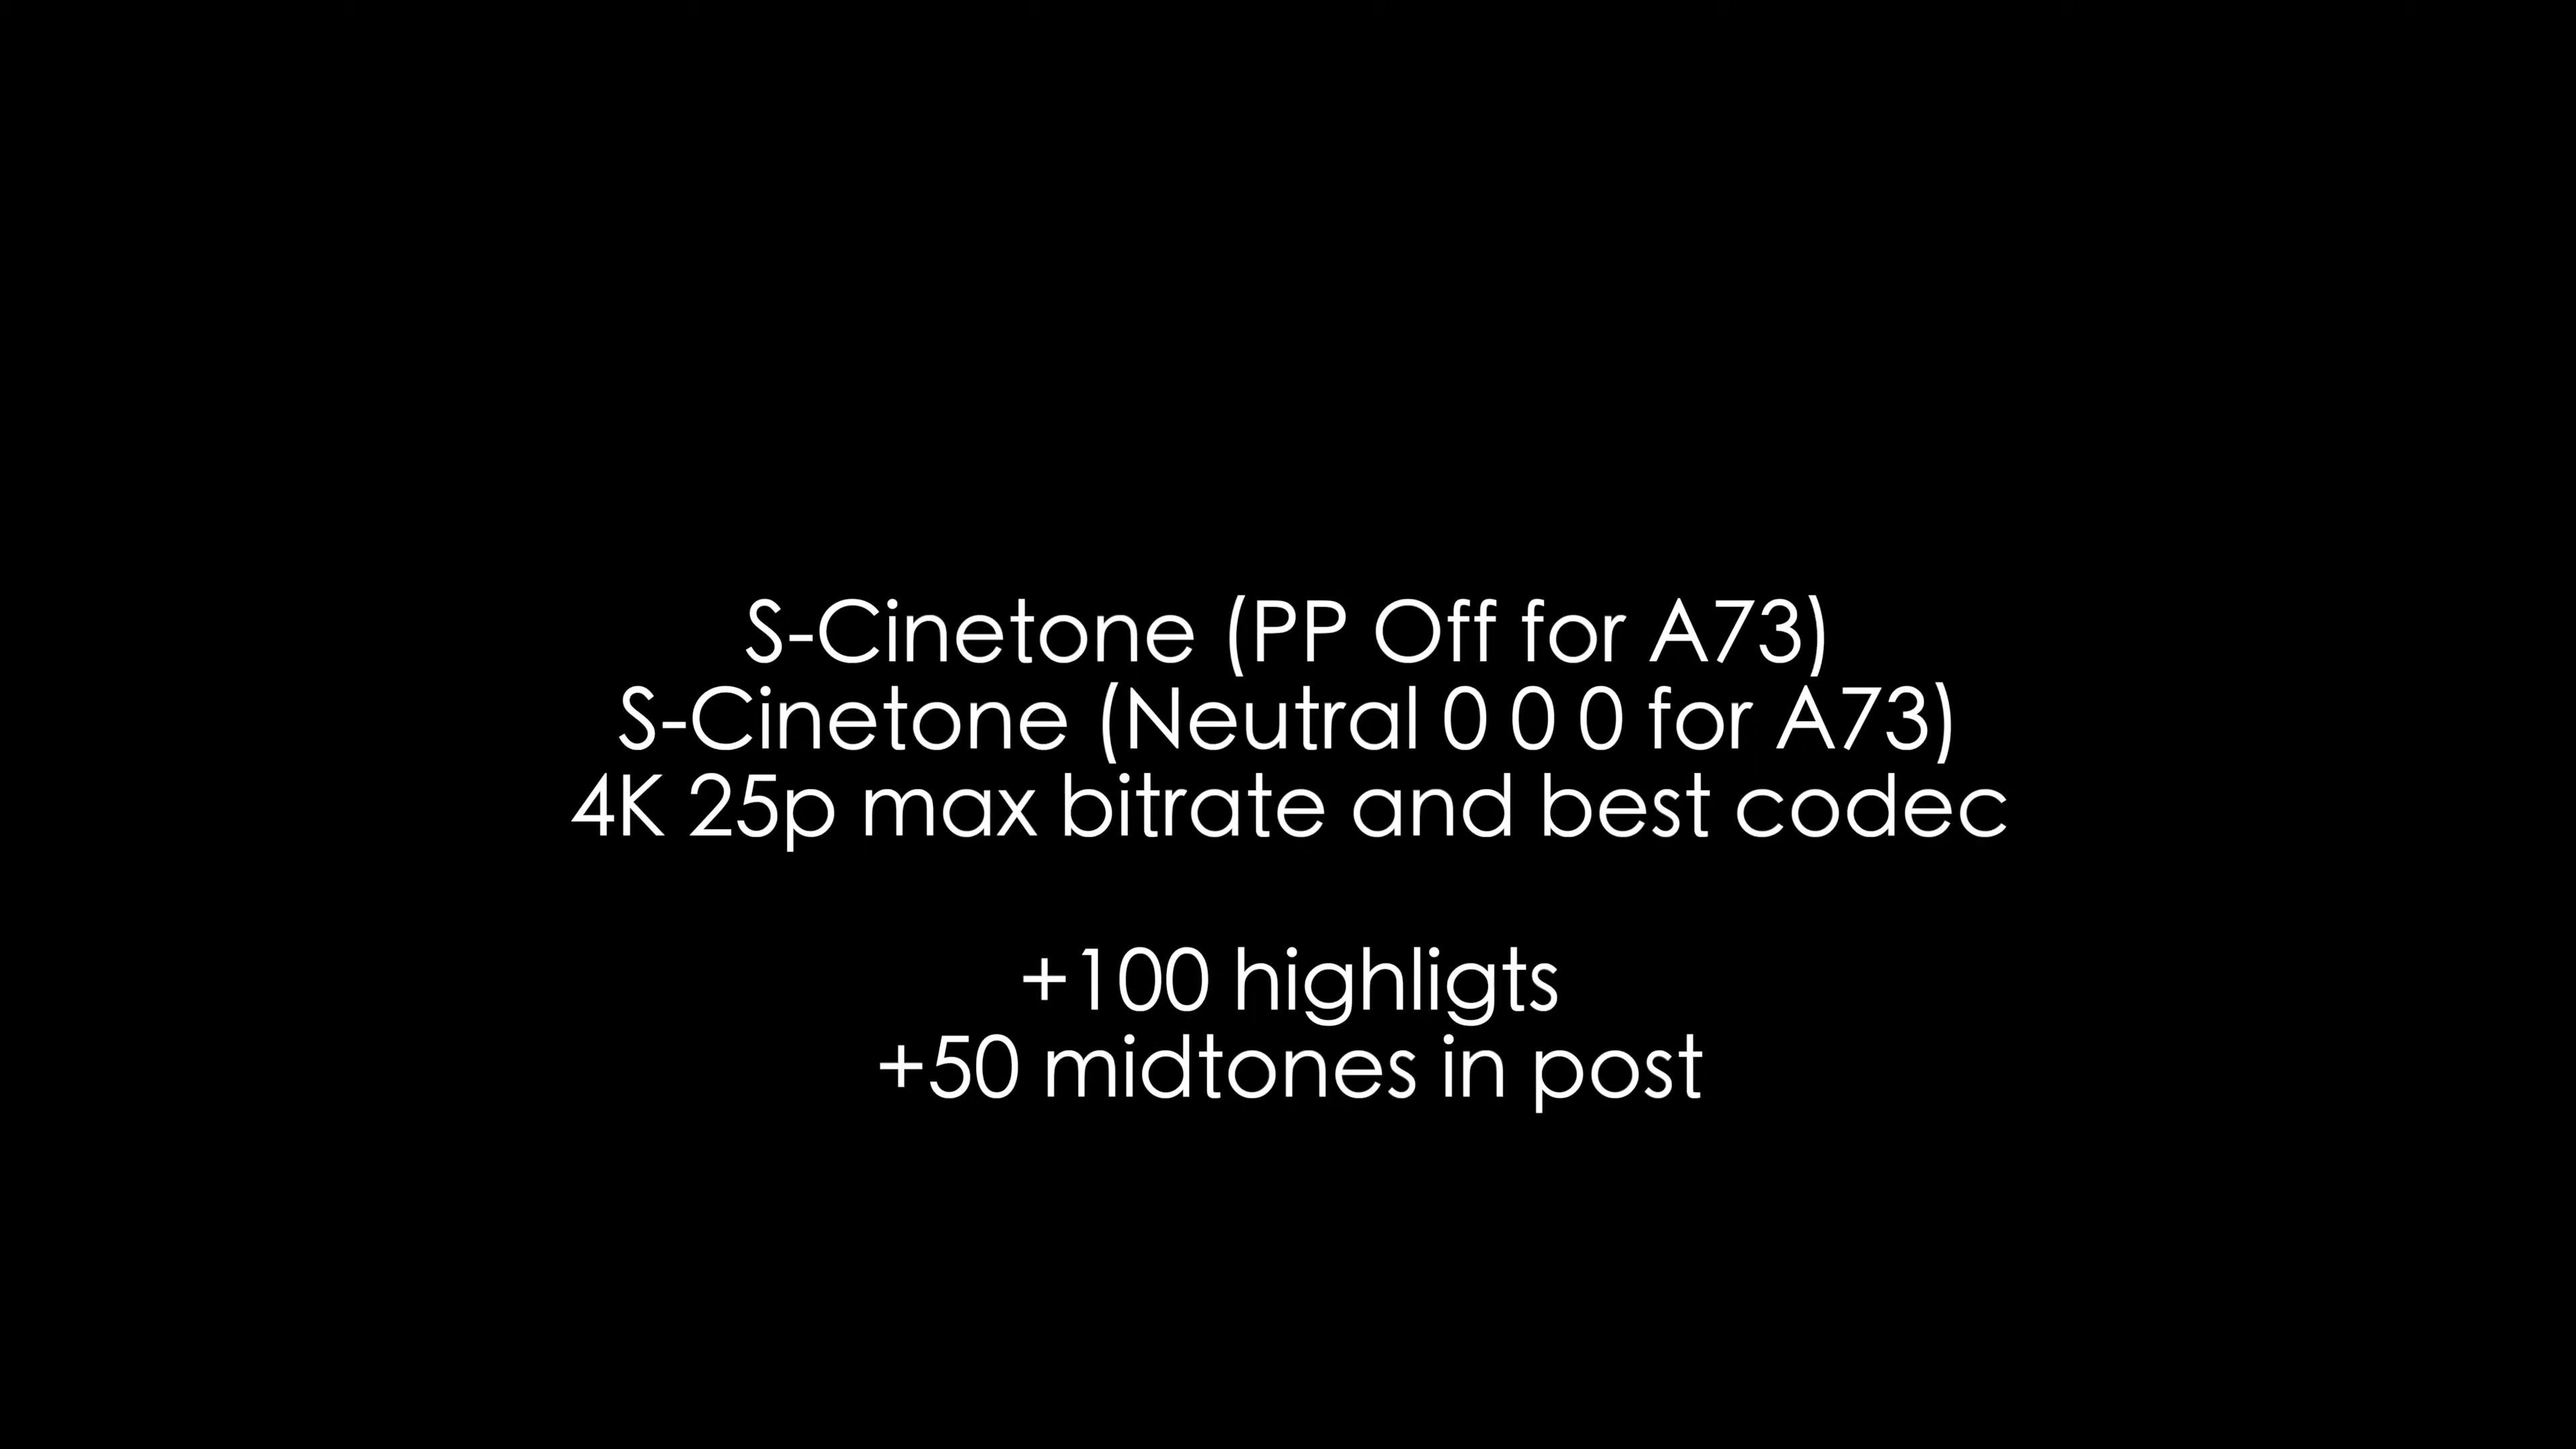 S-Cinetone (PP Off for A73)
S-Cinetone (Neutral 0 0 0 for A73)
4K 25p max bitrate and best codec
+100 highligts
+50 midtones in post